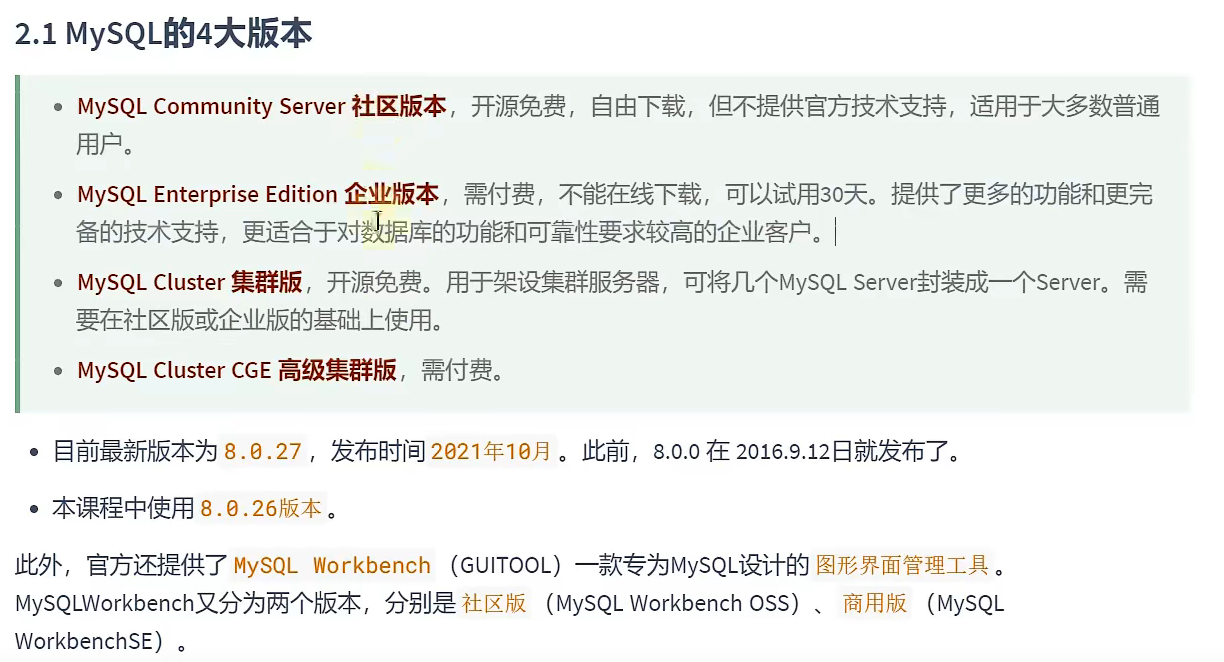 2.1 MySQL的4大版本
MySQL Community Server 社区版本，开源免费，自由下载，但不提供官方技术支持，适用于大多数普通
用户。
MySQL Enterprise Edition 企业版本，需付费，不能在线下载，可以试用30天。提供了更多的功能和更完
备的技术支持，更适合于对数据库的功能和可靠性要求较高的企业客户。
MySQL Cluster 集群版，开源免费。用于架设集群服务器，可将几个MySQL Server封装成一个Server。需
要在社区版或企业版的基础上使用。
MySQL Cluster CGE 高级集群版，需付费。
目前最新版本为 8.0.27 ，发布时间 2021年10月 。此前，8.0.0 在 2016.9.12日就发布了。
本课程中使用 8.0.26版本 。
此外，官方还提供了 MySQL Workbench （GUITOOL）一款专为MySQL设计的 图形界面管理工具 。
MySQLWorkbench又分为两个版本，分别是 社区版 （MySQL Workbench OSS）、 商用版 （MySQL
WorkbenchSE）。